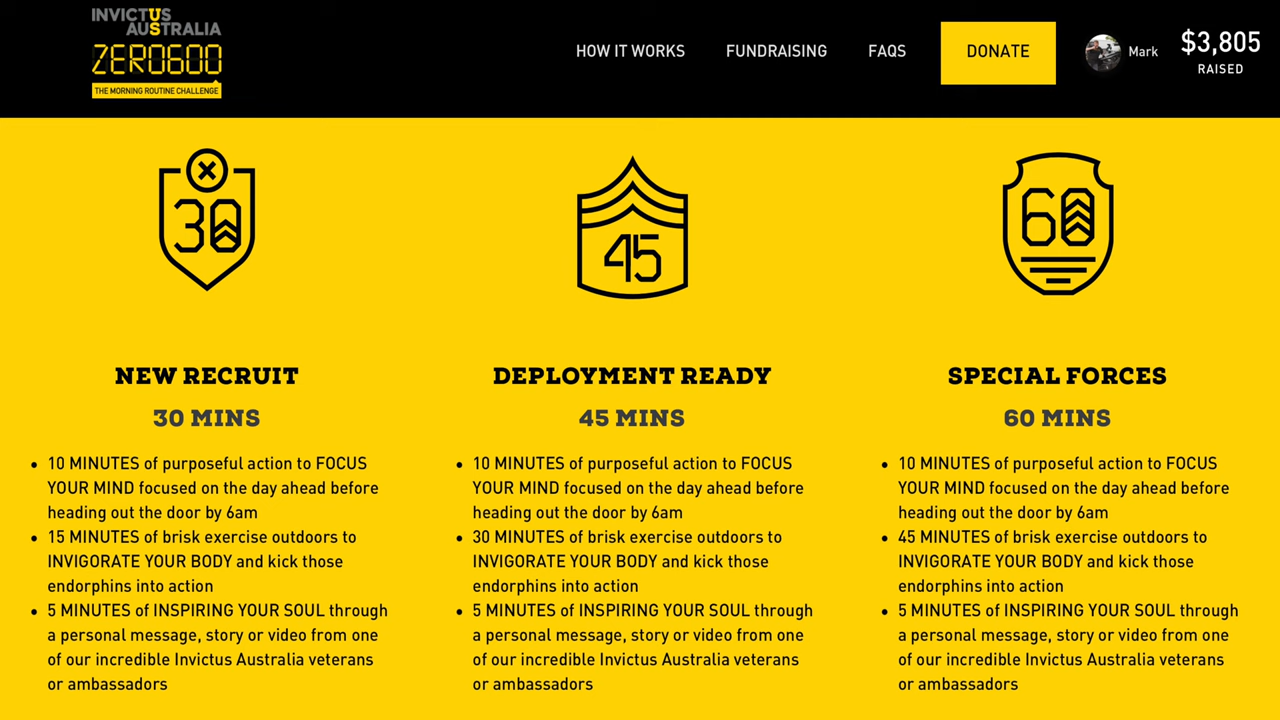 INVICTUS
AUSTRALIA
ZERO600
THE MORNING ROUTINE CHALLENGE
HOW IT WORKS
FUNDRAISING
FAQS
DONATE
Mark
$3,805
RAISED
30
45
60
NEW RECRUIT
30 MINS
• 10 MINUTES of purposeful action to FOCUS
YOUR MIND focused on the day ahead before
heading out the door by 6am
• 15 MINUTES of brisk exercise outdoors to
INVIGORATE YOUR BODY and kick those
endorphins into action
• 5 MINUTES of INSPIRING YOUR SOUL through
a personal message, story or video from one
of our incredible Invictus Australia veterans
or ambassadors
DEPLOYMENT READY
45 MINS
• 10 MINUTES of purposeful action to FOCUS
YOUR MIND focused on the day ahead before
heading out the door by 6am
• 30 MINUTES of brisk exercise outdoors to
INVIGORATE YOUR BODY and kick those
endorphins into action
• 5 MINUTES of INSPIRING YOUR SOUL through
a personal message, story or video from one
of our incredible Invictus Australia veterans
or ambassadors
SPECIAL FORCES
60 MINS
• 10 MINUTES of purposeful action to FOCUS
YOUR MIND focused on the day ahead before
heading out the door by 6am
• 45 MINUTES of brisk exercise outdoors to
INVIGORATE YOUR BODY and kick those
endorphins into action
• 5 MINUTES of INSPIRING YOUR SOUL through
a personal message, story or video from one
of our incredible Invictus Australia veterans
or ambassadors